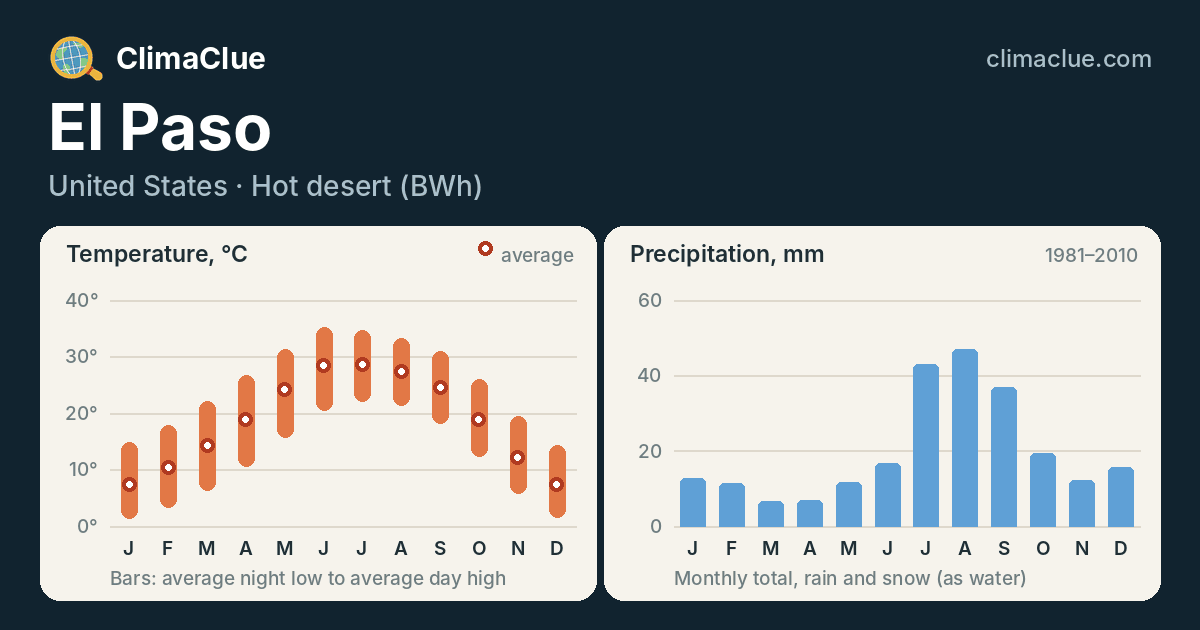 ClimaClue
climaclue.com
El Paso
United States · Hot desert (BWh)
Temperature, °C
average
40°
30°
20°
10°
0°
J F M A M J J A S O N D
Bars: average night low to average day high
Precipitation, mm
1981–2010
60
40
20
0
J F M A M J J A S O N D
Monthly total, rain and snow (as water)